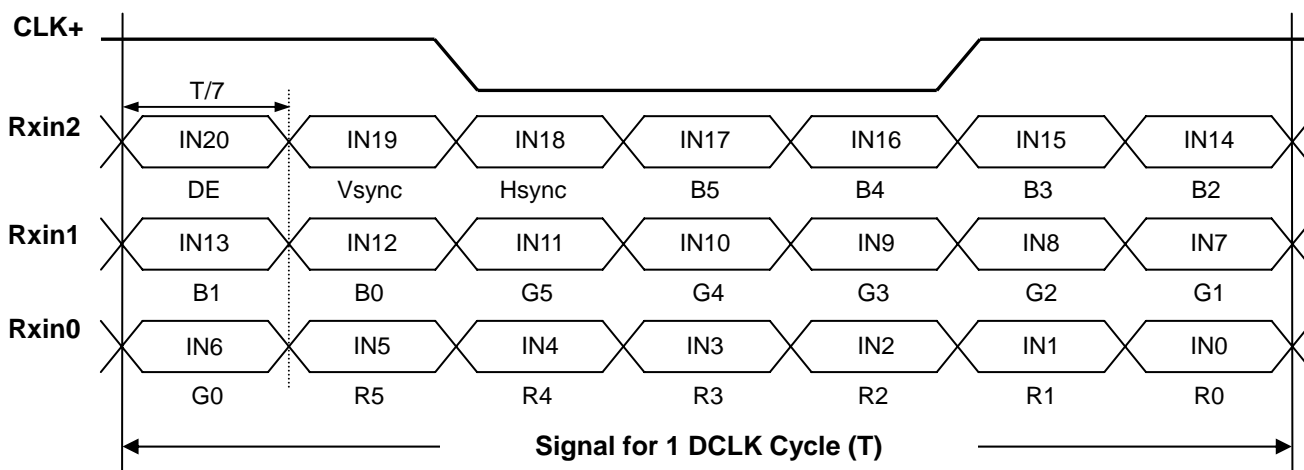 CLK+
T/7
Rxin2 IN20 IN19 IN18 IN17 IN16 IN15 IN14
DE Vsync Hsync B5 B4 B3 B2
Rxin1 IN13 IN12 IN11 IN10 IN9 IN8 IN7
B1 B0 G5 G4 G3 G2 G1
Rxin0 IN6 IN5 IN4 IN3 IN2 IN1 IN0
G0 R5 R4 R3 R2 R1 R0
Signal for 1 DCLK Cycle (T)